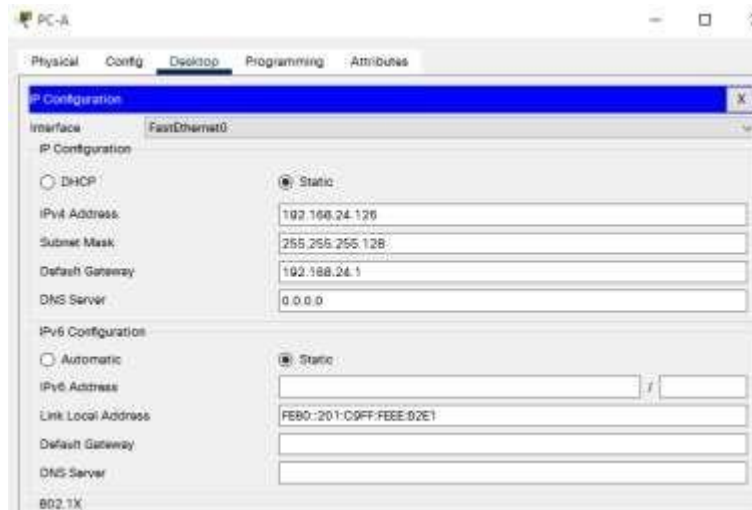 PC-A
Physical Config Desktop Programming Attributes
IP Configuration X
Interface FastEthernet0
IP Configuration
DHCP Static
IPv4 Address 192.168.24.126
Subnet Mask 255.255.255.128
Default Gateway 192.168.24.1
DNS Server 0.0.0.0
IPv6 Configuration
Automatic Static
IPv6 Address /
Link Local Address FE80::201:C9FF:FEEE:92E1
Default Gateway
DNS Server
802.1X